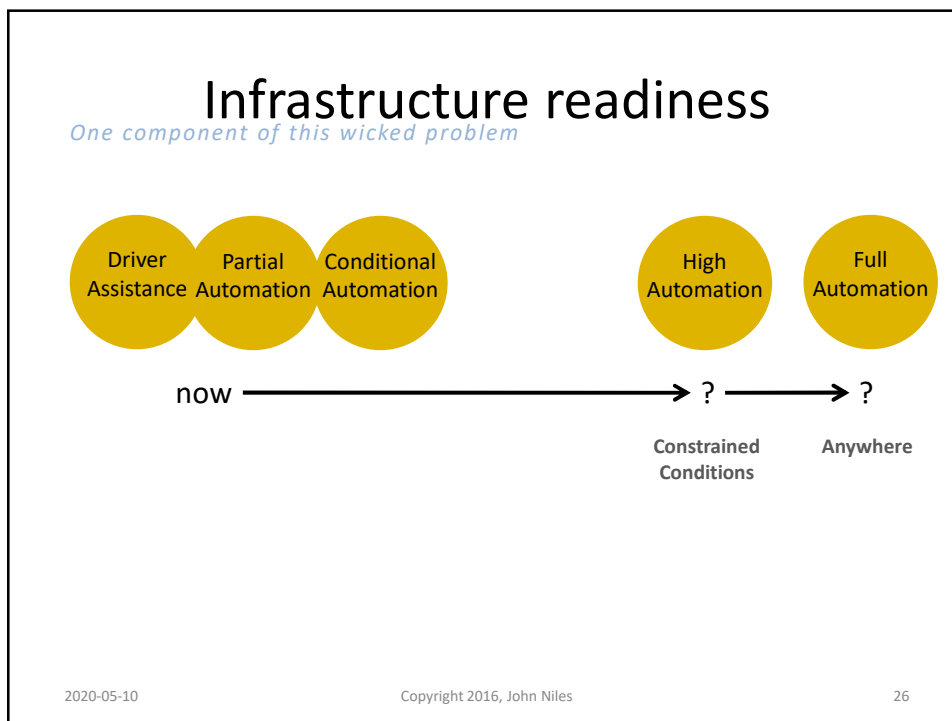 Infrastructure readiness
One component of this wicked problem
Driver
Assistance
Partial
Automation
Conditional
Automation
High
Automation
Full
Automation
now ? ?
Constrained
Conditions
Anywhere
2020-05-10 Copyright 2016, John Niles 26